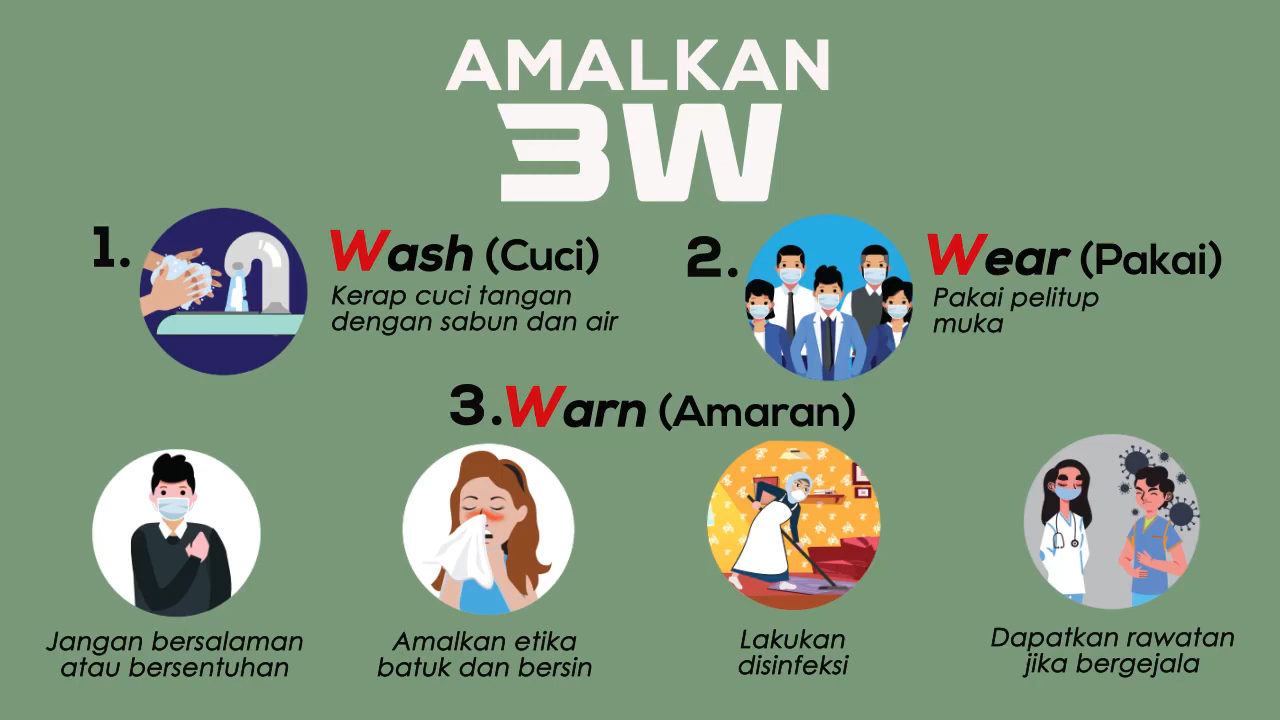 AMALKAN
3W
1. Wash (Cuci)
Kerap cuci tangan
dengan sabun dan air
2. Wear (Pakai)
Pakai pelitup
muka
3.Warn (Amaran)
Jangan bersalaman
atau bersentuhan
Amalkan etika
batuk dan bersin
Lakukan
disinfeksi
Dapatkan rawatan
jika bergejala